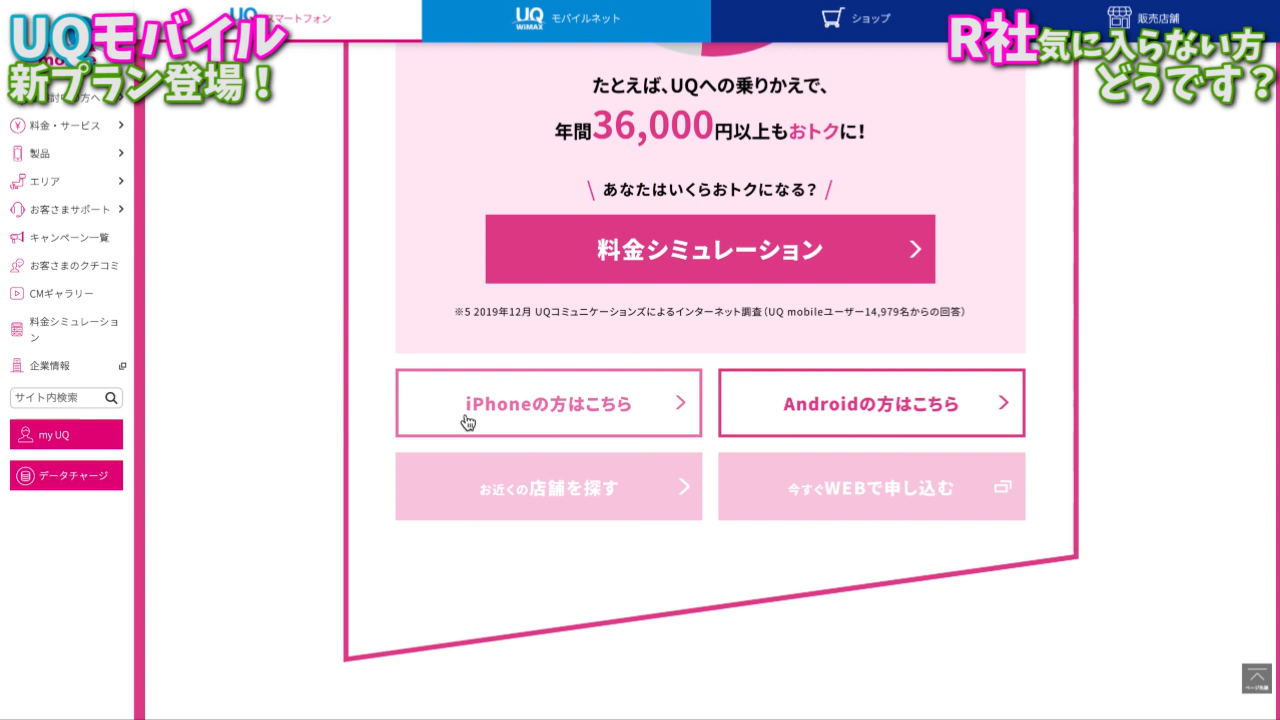 UQモバイル
新プラン登場！
R社気に入らない方
どうです？
スマートフォン
UQ WiMAX モバイルネット
ショップ
販売店舗
料金・サービス
製品
エリア
お客さまサポート
キャンペーン一覧
お客さまのクチコミ
CMギャラリー
料金シミュレーショ
ン
企業情報
サイト内検索
my UQ
データチャージ
たとえば、UQへの乗りかえで、
年間36,000円以上もおトクに!
\ あなたはいくらおトクになる? /
料金シミュレーション
※5 2019年12月 UQコミュニケーションズによるインターネット調査（UQ mobileユーザー14,979名からの回答）
iPhoneの方はこちら
Androidの方はこちら
お近くの店舗を探す
今すぐWEBで申し込む
ページ先頭